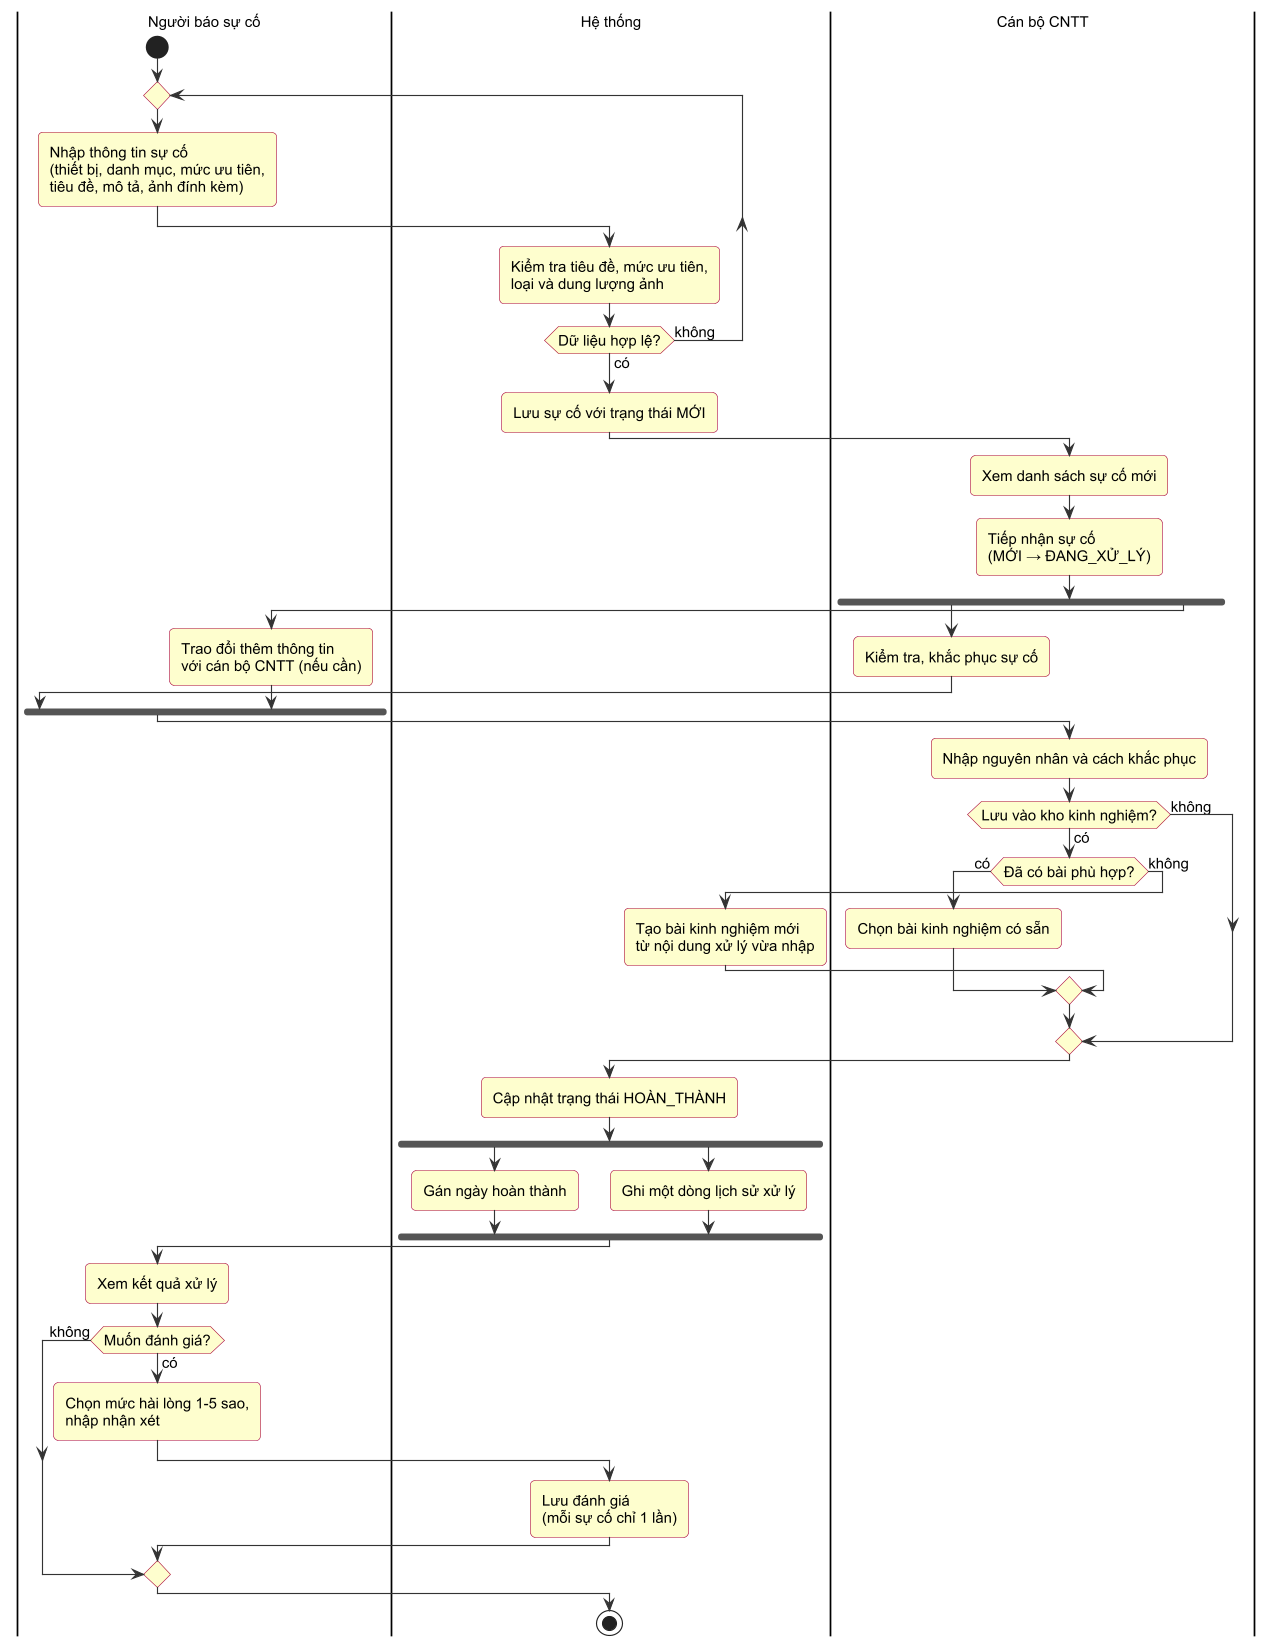 Người báo sự cố
Hệ thống
Cán bộ CNTT
Nhập thông tin sự cố
(thiết bị, danh mục, mức ưu tiên,
tiêu đề, mô tả, ảnh đính kèm)
Kiểm tra tiêu đề, mức ưu tiên,
loại và dung lượng ảnh
Dữ liệu hợp lệ?
không
có
Lưu sự cố với trạng thái MỚI
Xem danh sách sự cố mới
Tiếp nhận sự cố
(MỚI → ĐANG_XỬ_LÝ)
Trao đổi thêm thông tin
với cán bộ CNTT (nếu cần)
Kiểm tra, khắc phục sự cố
Nhập nguyên nhân và cách khắc phục
Lưu vào kho kinh nghiệm?
không
có
có
Đã có bài phù hợp?
không
Tạo bài kinh nghiệm mới
từ nội dung xử lý vừa nhập
Chọn bài kinh nghiệm có sẵn
Cập nhật trạng thái HOÀN_THÀNH
Gán ngày hoàn thành
Ghi một dòng lịch sử xử lý
Xem kết quả xử lý
không
Muốn đánh giá?
có
Chọn mức hài lòng 1-5 sao,
nhập nhận xét
Lưu đánh giá
(mỗi sự cố chỉ 1 lần)